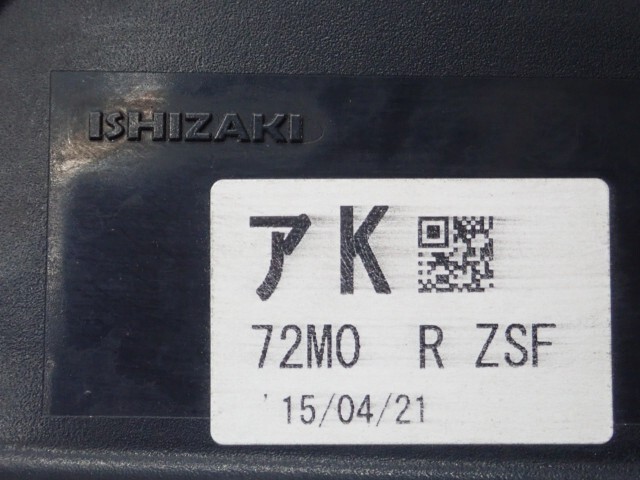 ISHIZAKI
アK
72M0 R ZSF
'15/04/21